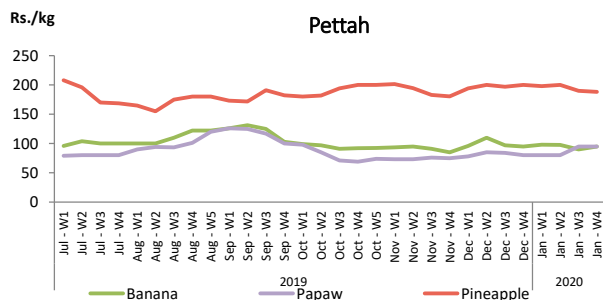 Rs./kg
Pettah
250
200
150
100
50
0
Jul - W1
Jul - W2
Jul - W3
Jul - W4
Aug - W1
Aug - W2
Aug - W3
Aug - W4
Aug - W5
Sep - W1
Sep - W2
Sep - W3
Sep - W4
Oct - W1
Oct - W2
Oct - W3
Oct - W4
Oct - W5
Nov - W1
Nov - W2
Nov - W3
Nov - W4
Dec - W1
Dec - W2
Dec - W3
Dec - W4
Jan - W1
Jan - W2
Jan - W3
Jan - W4
2019
2020
Banana
Papaw
Pineapple